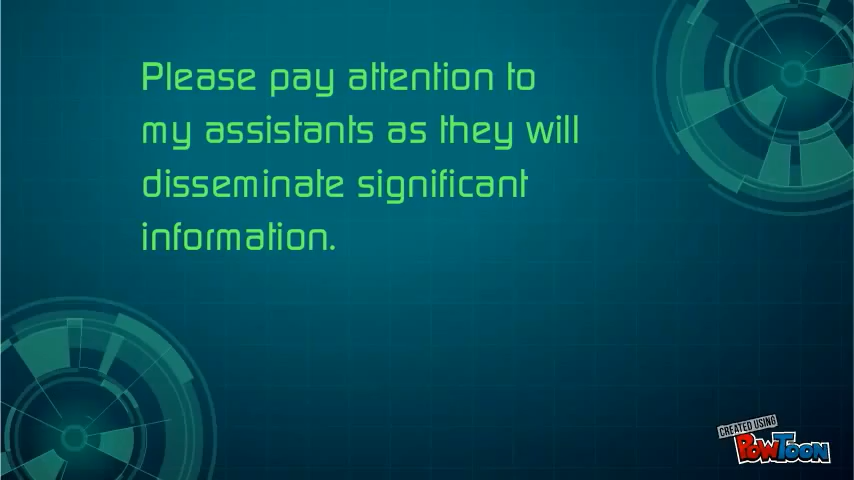 Please pay attention to
my assistants as they will
disseminate significant
information.
CREATED USING
POWTOON